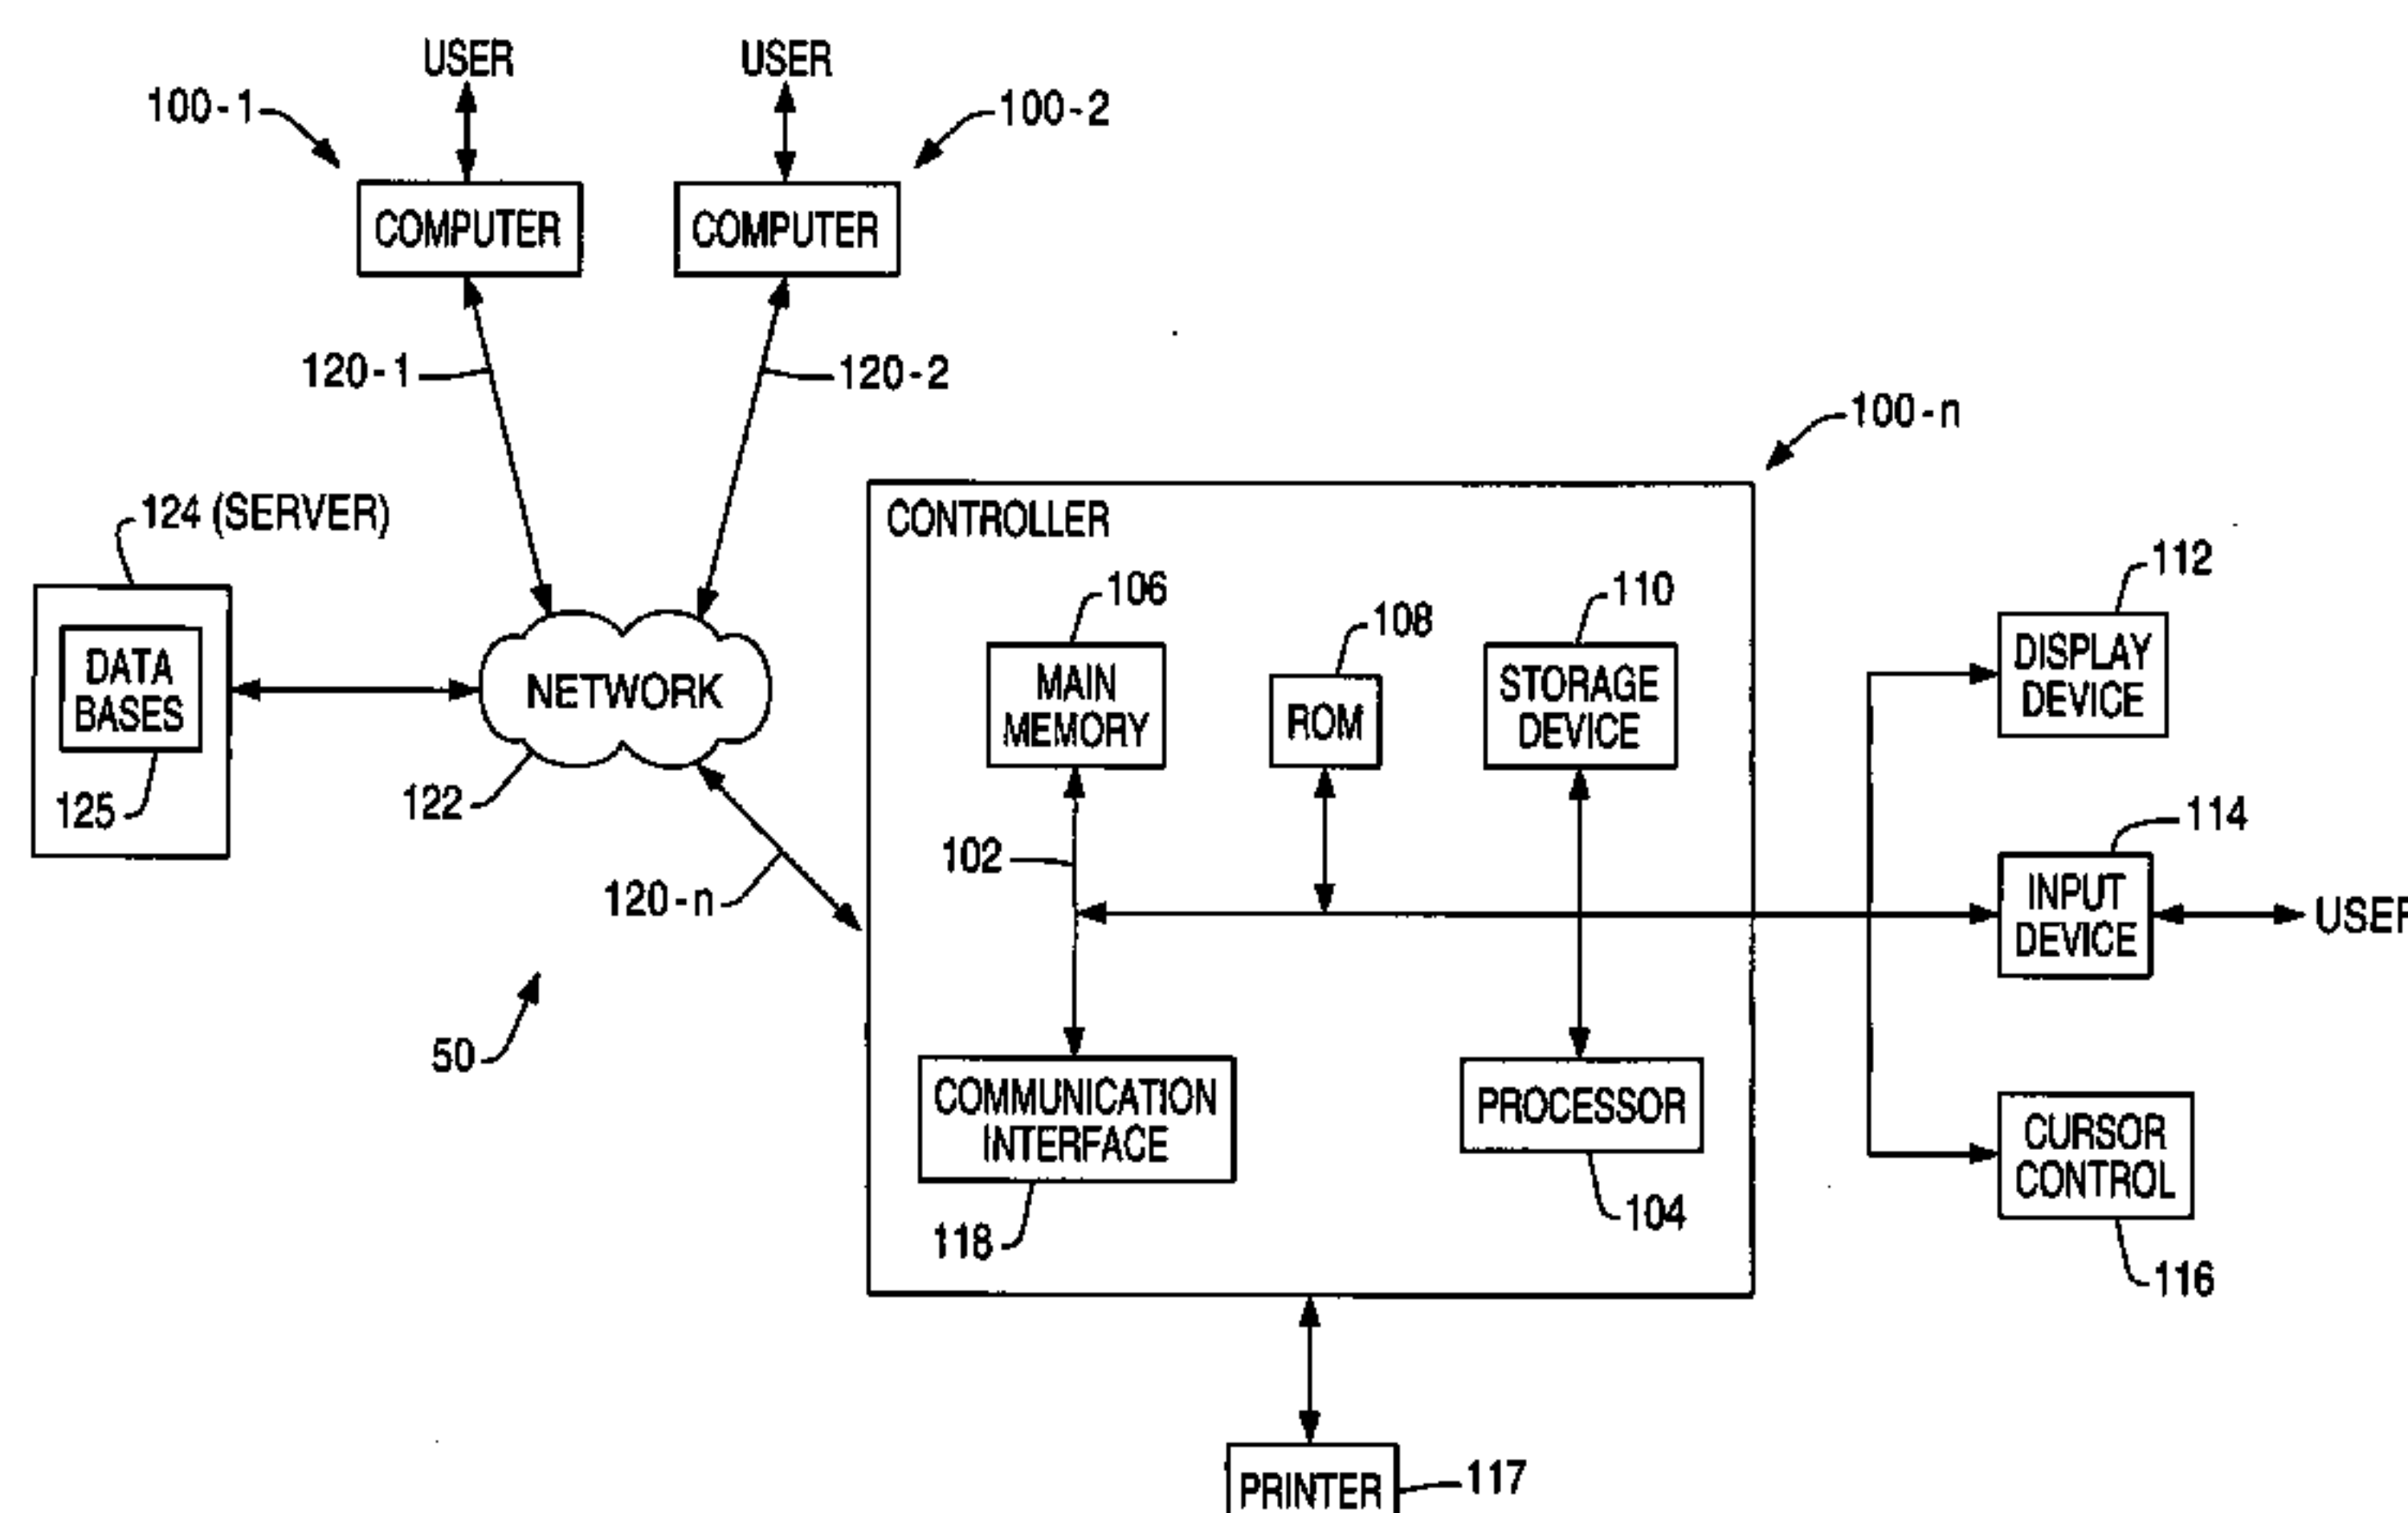 USER
USER
100-1
100-2
COMPUTER
COMPUTER
120-1
120-2
100-n
124 (SERVER)
CONTROLLER
112
106
110
108
DATA
BASES
NETWORK
MAIN
MEMORY
ROM
STORAGE
DEVICE
DISPLAY
DEVICE
125
122
114
102
120-n
INPUT
DEVICE
USER
50
COMMUNICATION
INTERFACE
PROCESSOR
CURSOR
CONTROL
118
104
116
PRINTER
117